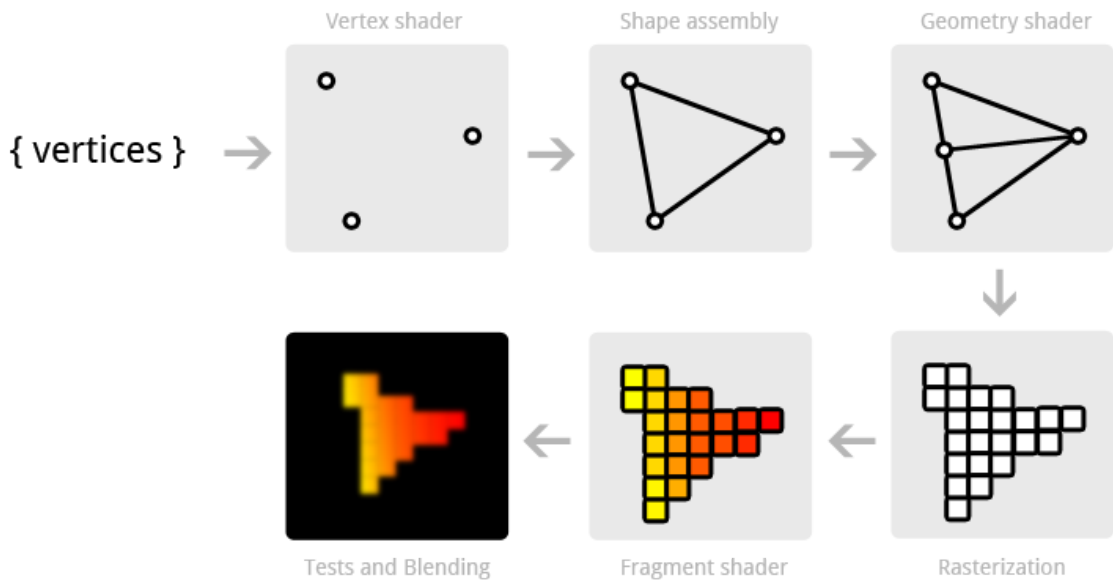 Vertex shader
Shape assembly
Geometry shader
{ vertices }
Tests and Blending
Fragment shader
Rasterization